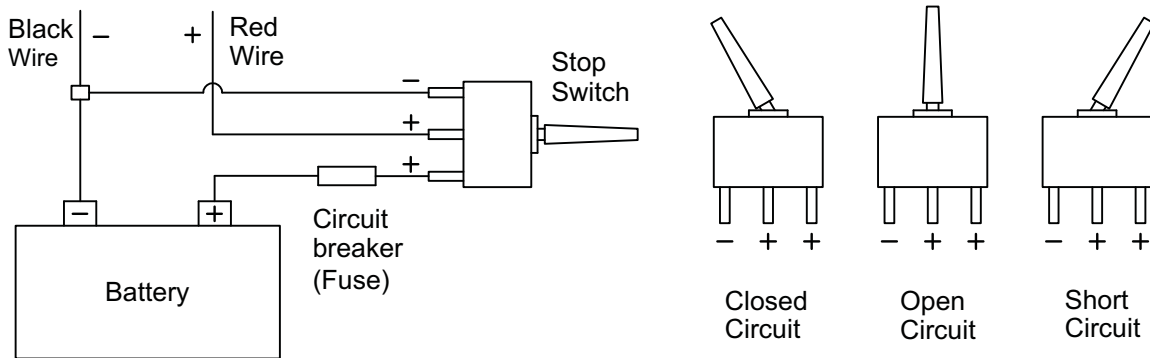 Black
Wire
−
+
Red
Wire
−
+
+
Stop
Switch
−
+
Battery
Circuit
breaker
(Fuse)
− + +
Closed
Circuit
− + +
Open
Circuit
− + +
Short
Circuit